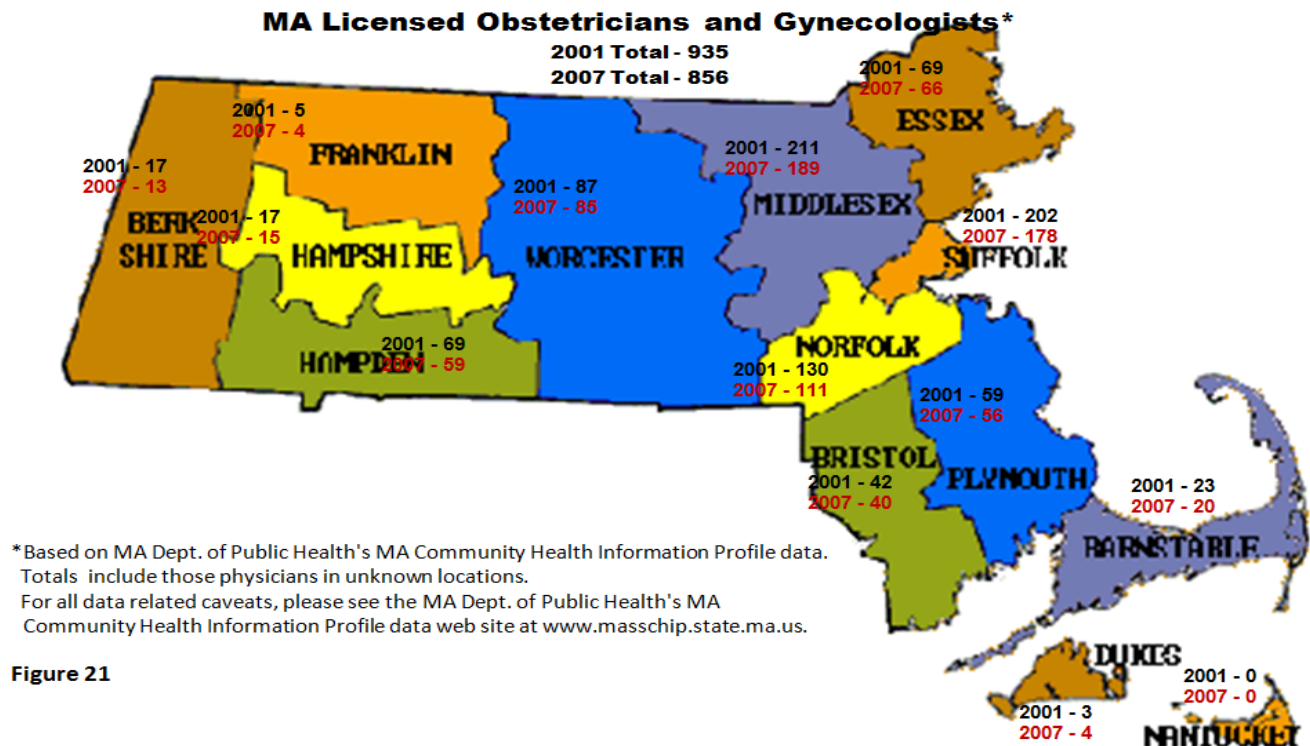 MA Licensed Obstetricians and Gynecologists*
2001 Total - 935
2007 Total - 856
2001 - 69
2007 - 66
ESSEX
2001 - 5
2007 - 4
FRANKLIN
2001 - 211
2007 - 189
MIDDLESEX
2001 - 17
2007 - 13
BERK
SHIRE
2001 - 87
2007 - 85
WORCESTER
2001 - 17
2007 - 15
HAMPSHIRE
2001 - 202
2007 - 178
SUFFOLK
2001 - 69
2007 - 59
HAMPDEN
NORFOLK
2001 - 130
2007 - 111
2001 - 59
2007 - 56
PLYMOUTH
BRISTOL
2001 - 42
2007 - 40
2001 - 23
2007 - 20
BARNSTABLE
*Based on MA Dept. of Public Health's MA Community Health Information Profile data.
Totals include those physicians in unknown locations.
For all data related caveats, please see the MA Dept. of Public Health's MA
Community Health Information Profile data web site at www.masschip.state.ma.us.
Figure 21
DUKES
2001 - 3
2007 - 4
2001 - 0
2007 - 0
NANTUCKET